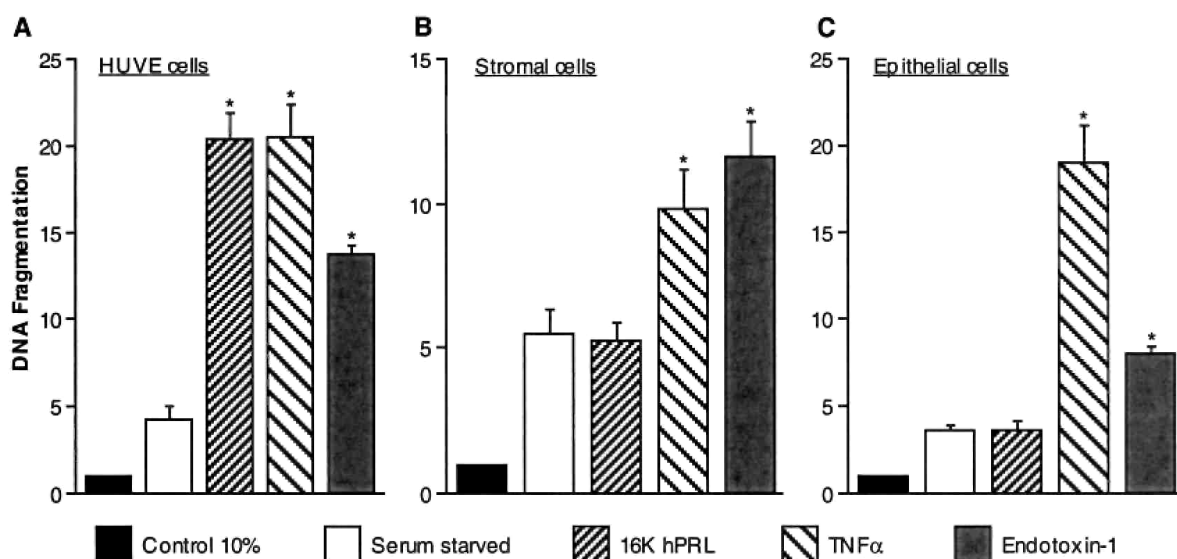 A
B
C
HUVE cells
Stromal cells
Epithelial cells
DNA Fragmentation
25
20
15
10
5
0
15
10
5
0
25
20
15
10
5
0
*
*
*
*
*
*
*
Control 10%
Serum starved
16K hPRL
TNFα
Endotoxin-1